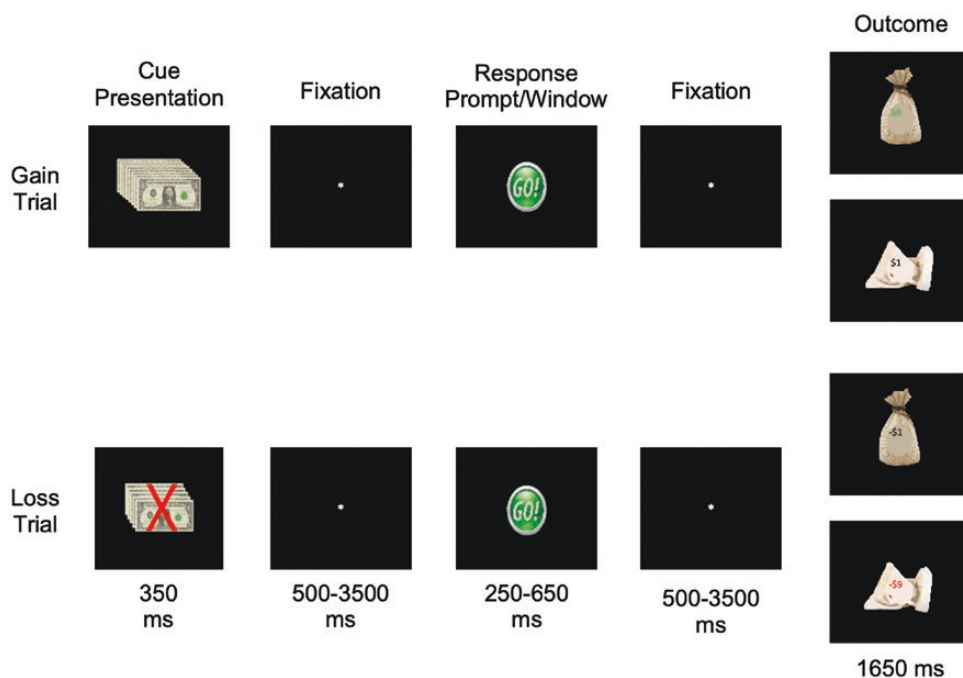 Outcome
Cue
Presentation
Fixation
Response
Prompt/Window
Fixation
Gain
Trial
GO!
$1
-$1
Loss
Trial
GO!
-$9
350
ms
500-3500
ms
250-650
ms
500-3500
ms
1650 ms